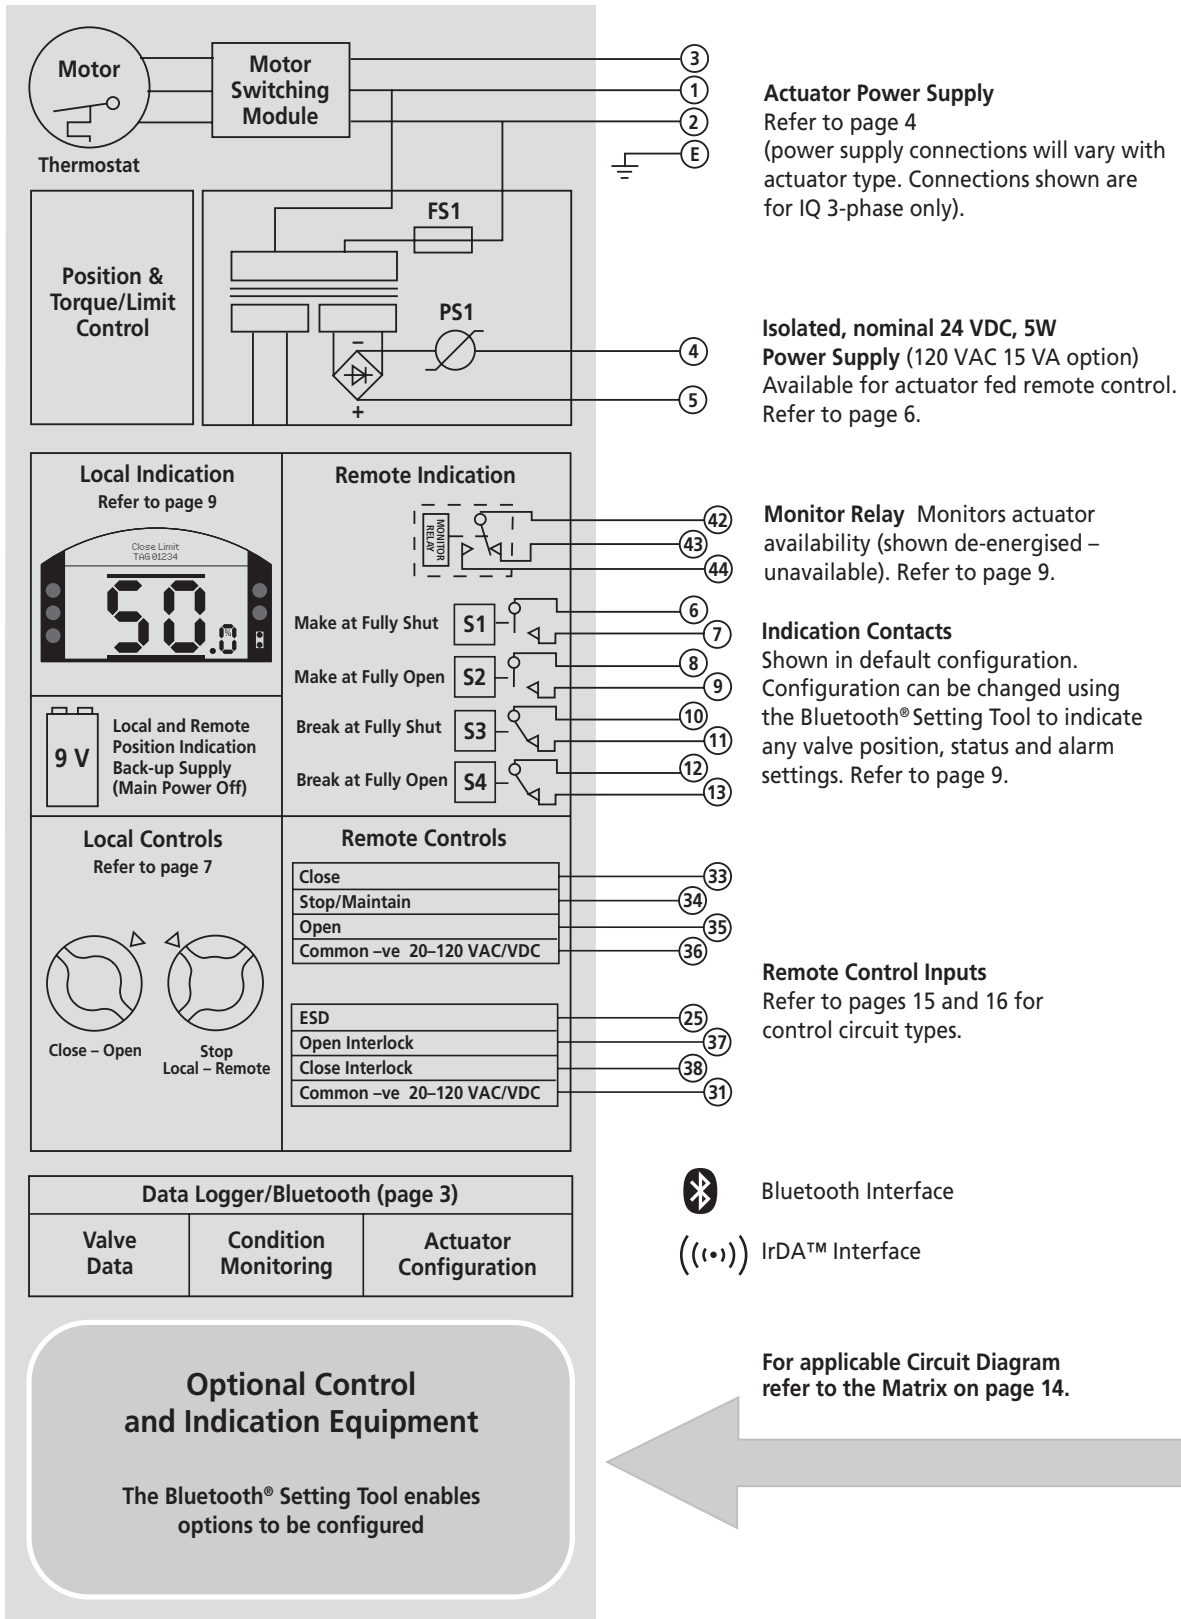 Motor
Thermostat
Motor
Switching
Module
3
1
2
E
Actuator Power Supply
Refer to page 4
(power supply connections will vary with
actuator type. Connections shown are
for IQ 3-phase only).
Position &
Torque/Limit
Control
FS1
PS1
–
+
4
5
Isolated, nominal 24 VDC, 5W
Power Supply (120 VAC 15 VA option)
Available for actuator fed remote control.
Refer to page 6.
Local Indication
Refer to page 9
Close Limit
TAG 01234
50.0
%
Remote Indication
MONITOR
RELAY
42
43
44
Monitor Relay Monitors actuator
availability (shown de-energised –
unavailable). Refer to page 9.
Make at Fully Shut S1
6
7
Make at Fully Open S2
8
9
Break at Fully Shut S3
10
11
Break at Fully Open S4
12
13
Indication Contacts
Shown in default configuration.
Configuration can be changed using
the Bluetooth® Setting Tool to indicate
any valve position, status and alarm
settings. Refer to page 9.
9 V
Local and Remote
Position Indication
Back-up Supply
(Main Power Off)
Local Controls
Refer to page 7
Close – Open
Stop
Local – Remote
Remote Controls
Close
33
Stop/Maintain
34
Open
35
Common –ve 20–120 VAC/VDC
36
ESD
25
Open Interlock
37
Close Interlock
38
Common –ve 20–120 VAC/VDC
31
Remote Control Inputs
Refer to pages 15 and 16 for
control circuit types.
Data Logger/Bluetooth (page 3)
Valve
Data
Condition
Monitoring
Actuator
Configuration
Bluetooth Interface
IrDA™ Interface
Optional Control
and Indication Equipment
The Bluetooth® Setting Tool enables
options to be configured
For applicable Circuit Diagram
refer to the Matrix on page 14.